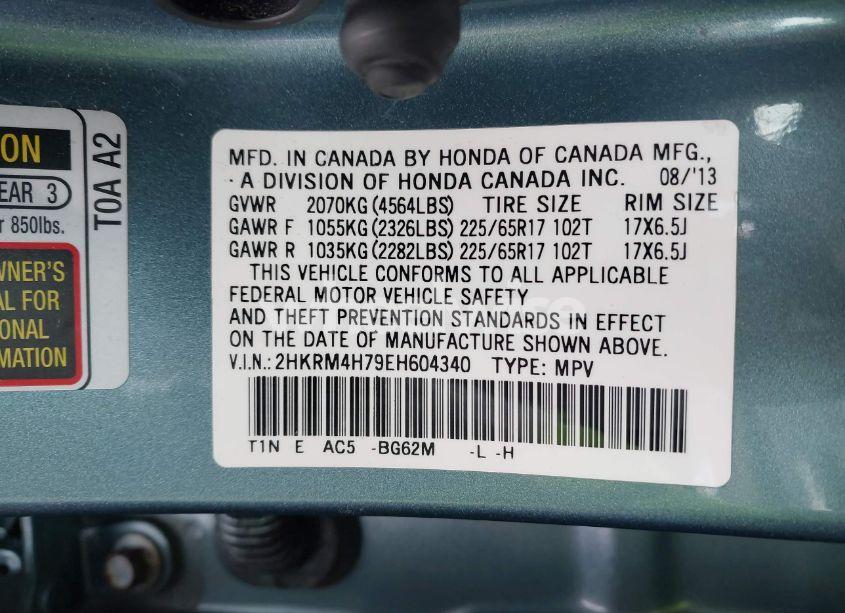 ON
EAR 3
r 850lbs.
WNER'S
AL FOR
ONAL
MATION
T0A A2
MFD. IN CANADA BY HONDA OF CANADA MFG.,
A DIVISION OF HONDA CANADA INC. 08/'13
GVWR 2070KG (4564LBS) TIRE SIZE RIM SIZE
GAWR F 1055KG (2326LBS) 225/65R17 102T 17X6.5J
GAWR R 1035KG (2282LBS) 225/65R17 102T 17X6.5J
THIS VEHICLE CONFORMS TO ALL APPLICABLE
FEDERAL MOTOR VEHICLE SAFETY
AND THEFT PREVENTION STANDARDS IN EFFECT
ON THE DATE OF MANUFACTURE SHOWN ABOVE.
V.I.N.: 2HKRM4H79EH604340 TYPE: MPV
T1N E AC5 -BG62M -L -H